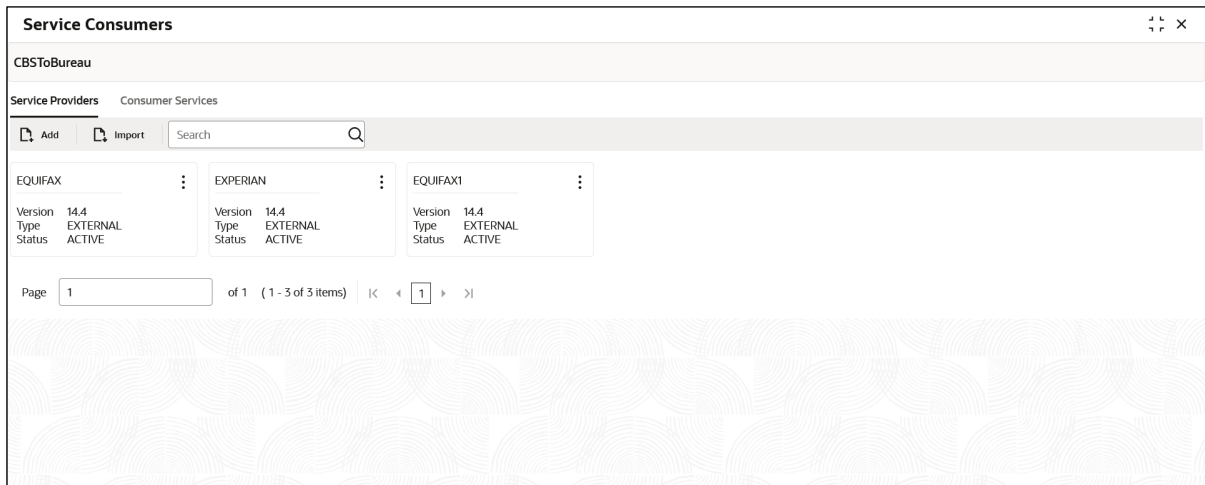 Service Consumers
CBSToBureau
Service Providers Consumer Services
Add Import Search
EQUIFAX EXPERIAN EQUIFAX1
Version 14.4 Version 14.4 Version 14.4
Type EXTERNAL Type EXTERNAL Type EXTERNAL
Status ACTIVE Status ACTIVE Status ACTIVE
Page 1 of 1 ( 1 - 3 of 3 items) 1